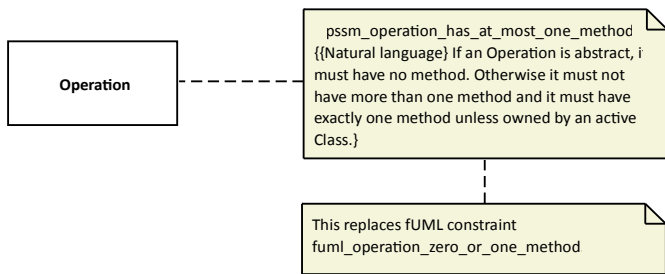 Operation
pssm_operation_has_at_most_one_method
{{Natural language} If an Operation is abstract, i
must have no method. Otherwise it must not
have more than one method and it must have
exactly one method unless owned by an active
Class.}
This replaces fUML constraint
fuml_operation_zero_or_one_method